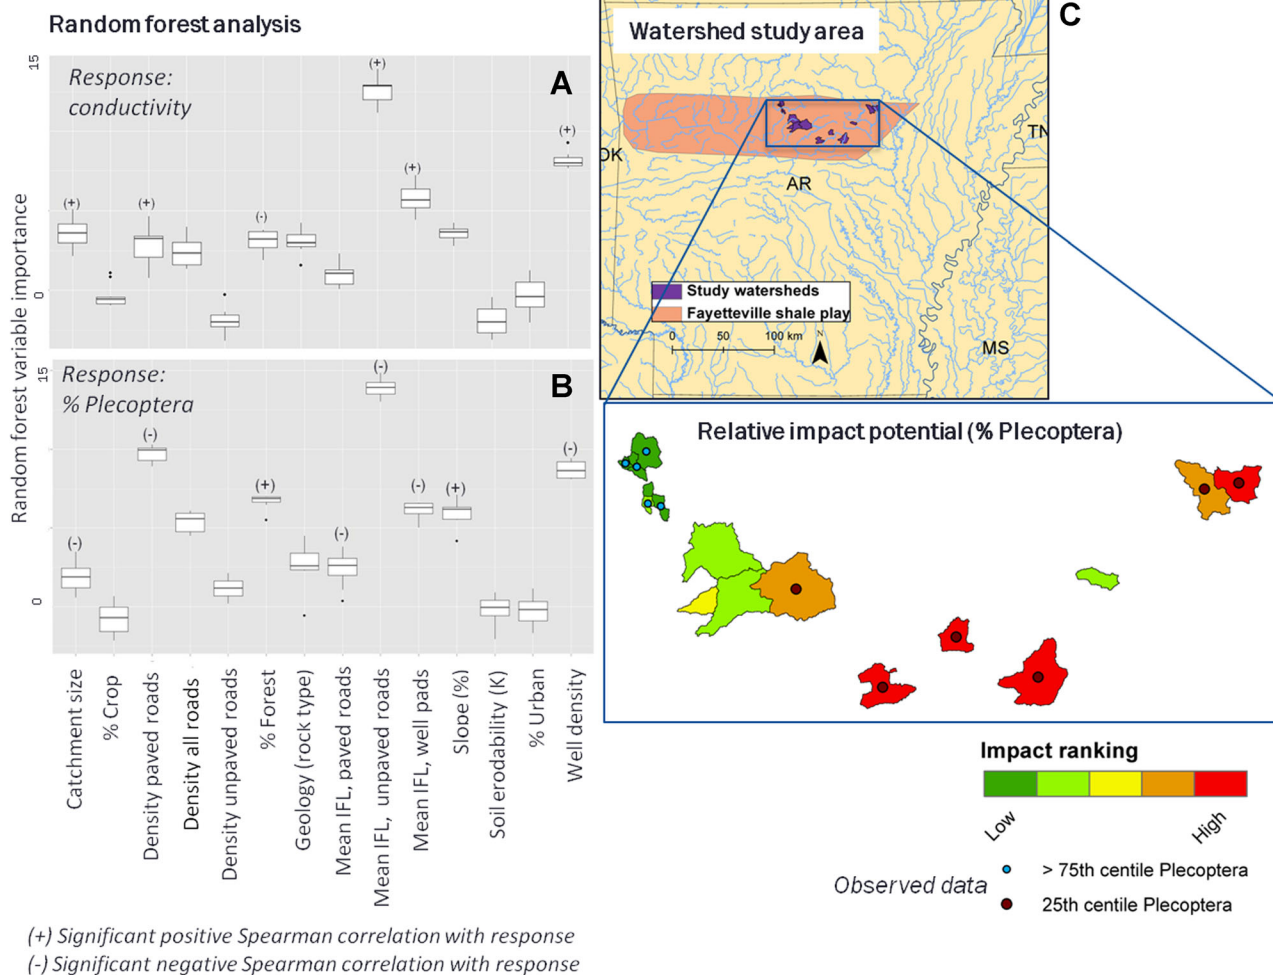 Random forest analysis
Random forest variable importance
15
0
Response:
conductivity
A
(+)
(+)
(-)
(+)
(+)
(+)
15
0
Response:
% Plecoptera
B
(-)
(-)
(+)
(-)
(-)
(-)
(+)
(-)
Catchment size
% Crop
Density paved roads
Density all roads
Density unpaved roads
% Forest
Geology (rock type)
Mean IFL, paved roads
Mean IFL, unpaved roads
Mean IFL, well pads
Slope (%)
Soil erodability (K)
% Urban
Well density
(+) Significant positive Spearman correlation with response
(-) Significant negative Spearman correlation with response
C
Watershed study area
OK
AR
TN
MS
Study watersheds
Fayetteville shale play
0 50 100 km
N
Relative impact potential (% Plecoptera)
Impact ranking
Low
High
Observed data
> 75th centile Plecoptera
25th centile Plecoptera